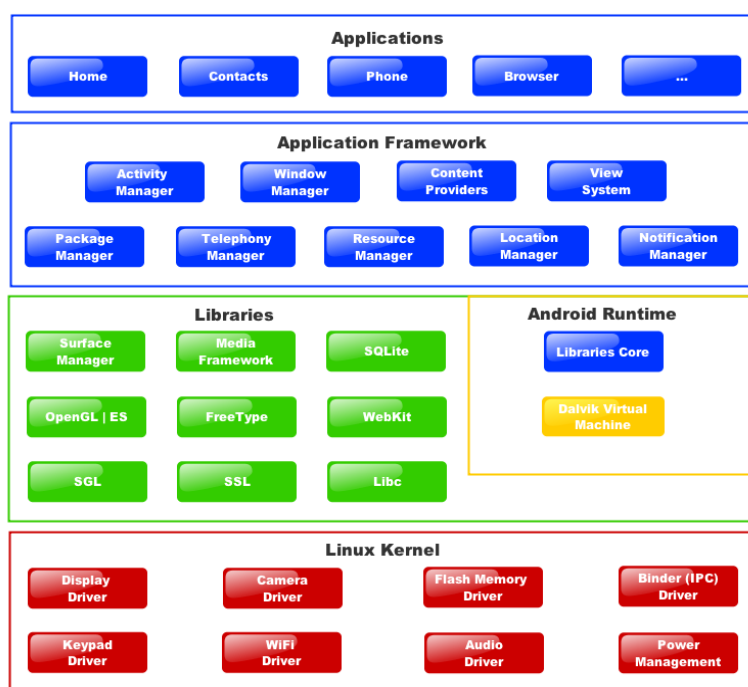 Applications
Home
Contacts
Phone
Browser
...
Application Framework
Activity
Manager
Window
Manager
Content
Providers
View
System
Package
Manager
Telephony
Manager
Resource
Manager
Location
Manager
Notification
Manager
Libraries
Surface
Manager
Media
Framework
SQLite
OpenGL | ES
FreeType
WebKit
SGL
SSL
Libc
Android Runtime
Libraries Core
Dalvik Virtual
Machine
Linux Kernel
Display
Driver
Camera
Driver
Flash Memory
Driver
Binder (IPC)
Driver
Keypad
Driver
WiFi
Driver
Audio
Driver
Power
Management